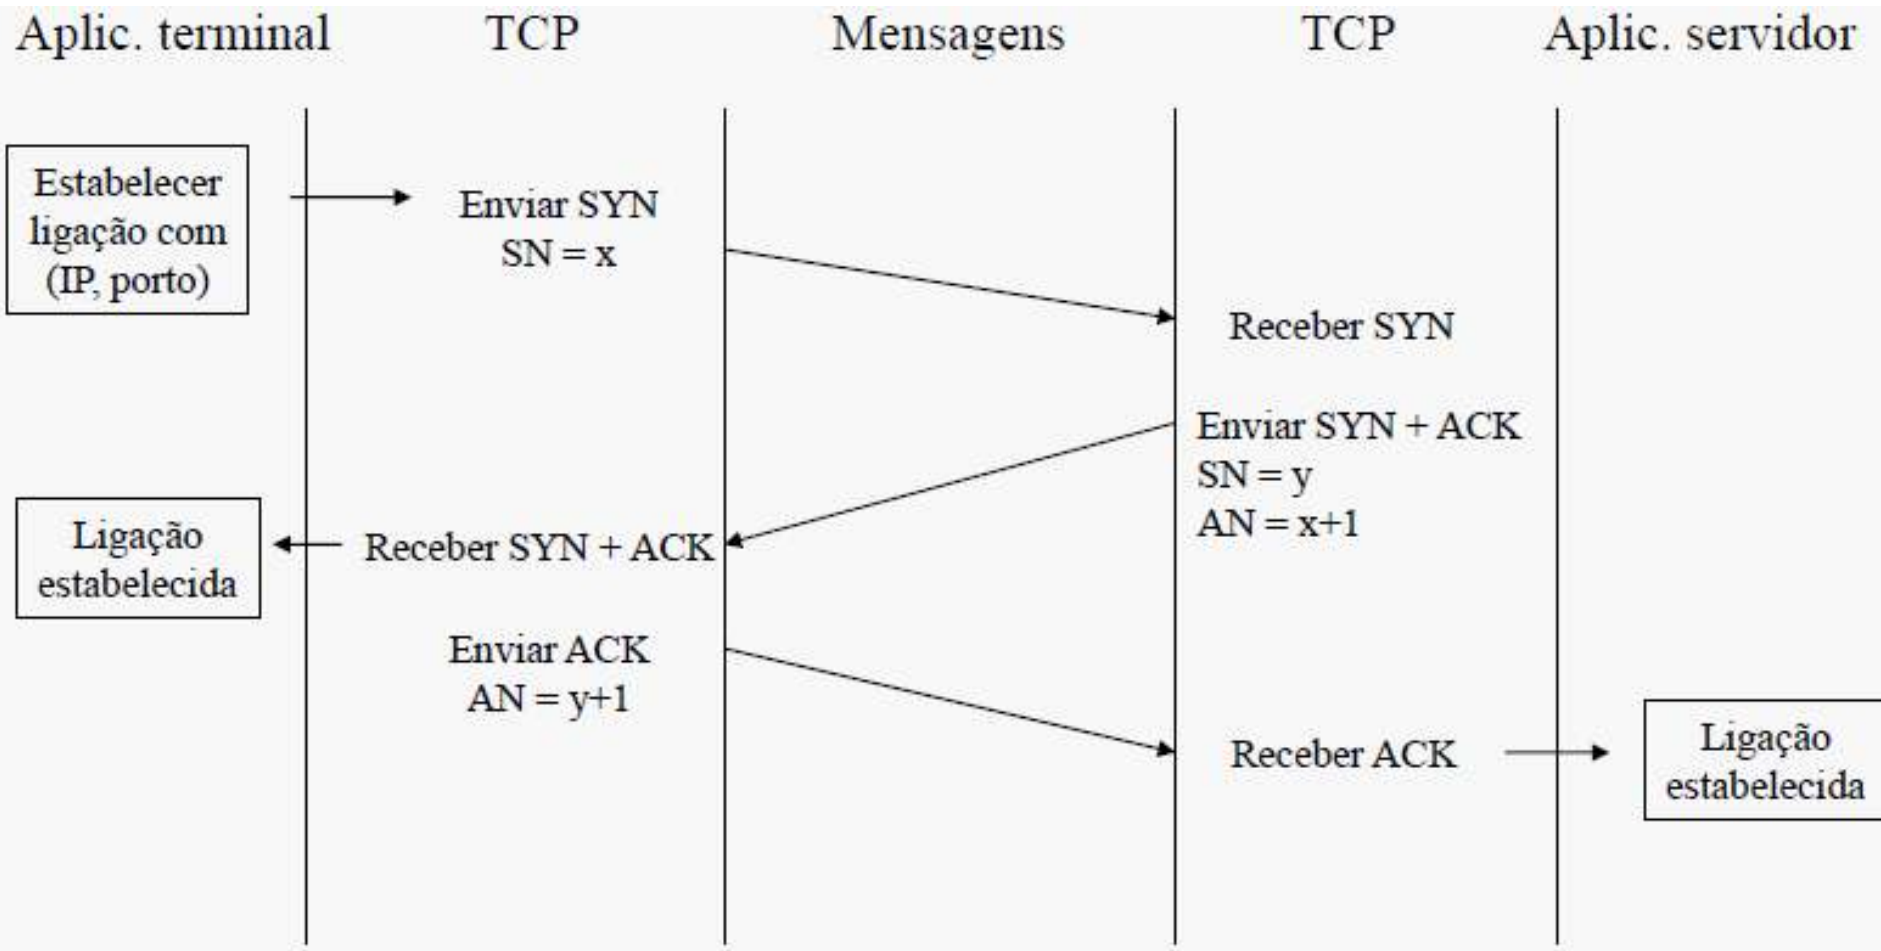 Aplic. terminal
TCP
Mensagens
TCP
Aplic. servidor
Estabelecer
ligação com
(IP, porto)
Enviar SYN
SN = x
Receber SYN
Enviar SYN + ACK
SN = y
AN = x+1
Ligação
estabelecida
Receber SYN + ACK
Enviar ACK
AN = y+1
Receber ACK
Ligação
estabelecida